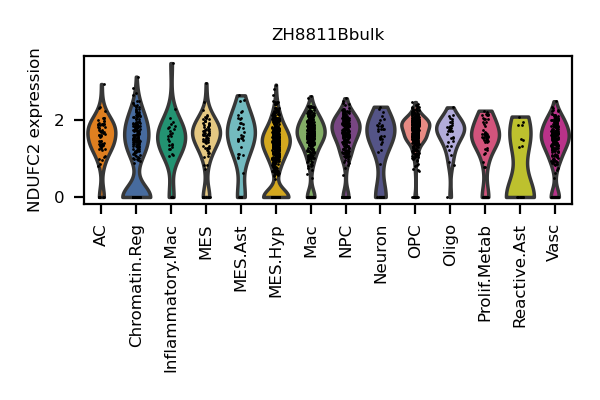 ZH8811Bbulk
NDUFC2 expression
2
0
AC
Chromatin.Reg
Inflammatory.Mac
MES
MES.Ast
MES.Hyp
Mac
NPC
Neuron
OPC
Oligo
Prolif.Metab
Reactive.Ast
Vasc